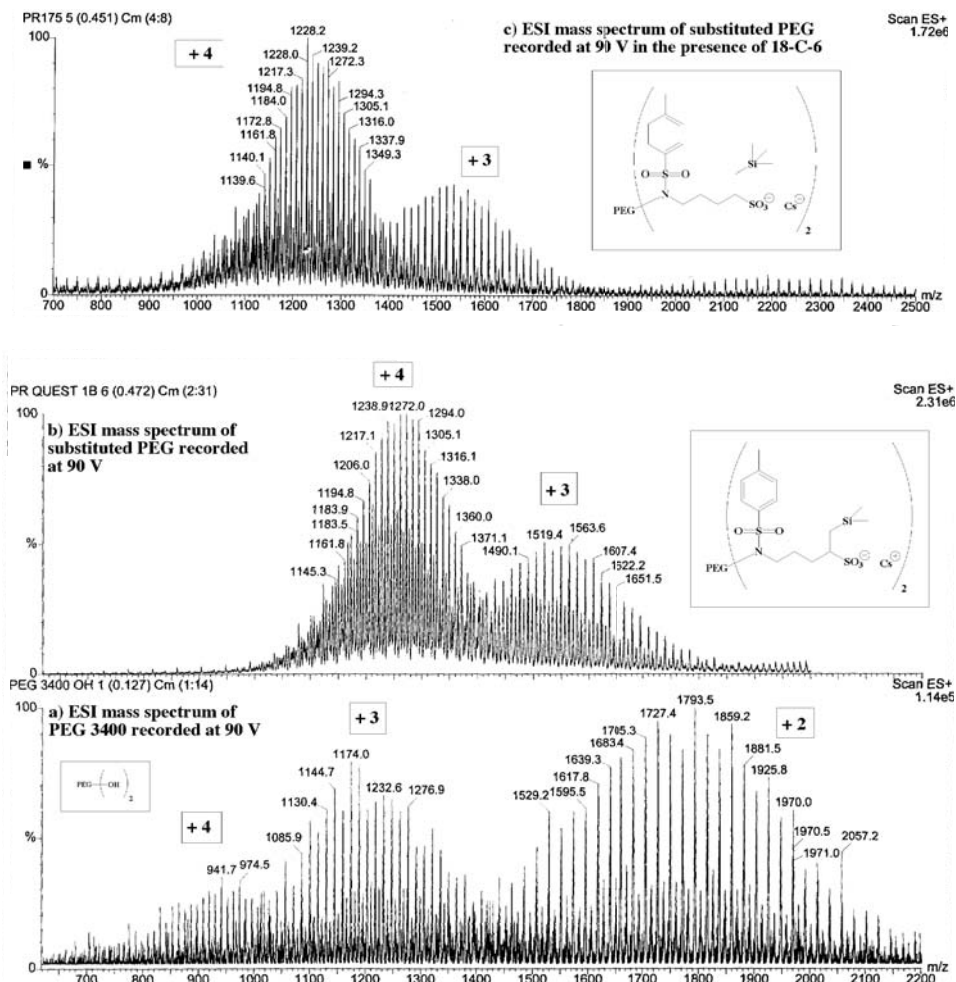 PR175 5 (0.451) Cm (4:8)
Scan ES+
1.72e6
c) ESI mass spectrum of substituted PEG
recorded at 90 V in the presence of 18-C-6
100
%
0
+ 4
+ 3
1228.2
1228.0
1239.2
1272.3
1217.3
1194.8
1184.0
1172.8
1161.8
1140.1
1139.6
1294.3
1305.1
1316.0
1337.9
1349.3
Si
O
S
O
N
PEG
SO₃⊖
Cs⊖
2
700 800 900 1000 1100 1200 1300 1400 1500 1600 1700 1800 1900 2000 2100 2200 2300 2400 2500
m/z
PR QUEST 1B 6 (0.472) Cm (2:31)
Scan ES+
2.31e6
b) ESI mass spectrum of
substituted PEG recorded
at 90 V
100
%
0
+ 4
+ 3
1238.9
1272.0
1294.0
1217.1
1305.1
1206.0
1316.1
1194.8
1338.0
1183.9
1183.5
1360.0
1161.8
1371.1
1145.3
1490.1
1519.4
1563.6
1607.4
1622.2
1651.5
Si
O
S
O
N
PEG
SO₃⊖
Cs⊕
2
PEG 3400 OH 1 (0.127) Cm (1:14)
Scan ES+
1.14e5
a) ESI mass spectrum of
PEG 3400 recorded at 90 V
100
%
0
PEG
OH
2
+ 4
+ 3
+ 2
941.7
974.5
1085.9
1130.4
1144.7
1174.0
1232.6
1276.9
1529.2
1595.5
1617.8
1639.3
1683.4
1705.3
1727.4
1793.5
1859.2
1881.5
1925.8
1970.0
1970.5
1971.0
2057.2
700 800 900 1000 1100 1200 1300 1400 1500 1600 1700 1800 1900 2000 2100 2200